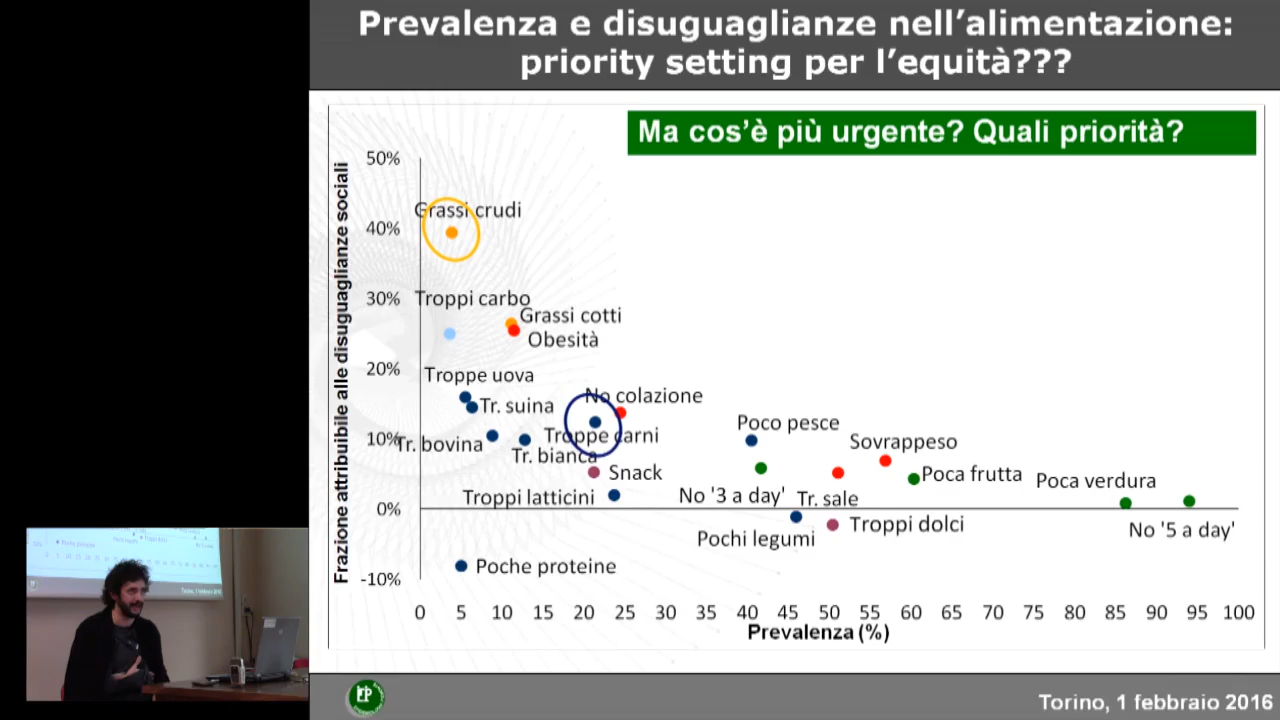 Prevalenza e disuguaglianze nell'alimentazione:
priority setting per l'equità???
Ma cos'è più urgente? Quali priorità?
Frazione attribuibile alle disuguaglianze sociali
50%
40%
30%
20%
10%
0%
-10%
Grassi crudi
Troppi carbo
Grassi cotti
Obesità
Troppe uova
No colazione
Tr. suina
Poco pesce
Troppe carni
Tr. bovina
Sovrappeso
Tr. bianca
Snack
Poca frutta
Poca verdura
Troppi latticini
No '3 a day'
Tr. sale
Pochi legumi
Troppi dolci
No '5 a day'
Poche proteine
0 5 10 15 20 25 30 35 40 45 50 55 60 65 70 75 80 85 90 95 100
Prevalenza (%)
Torino, 1 febbraio 2016